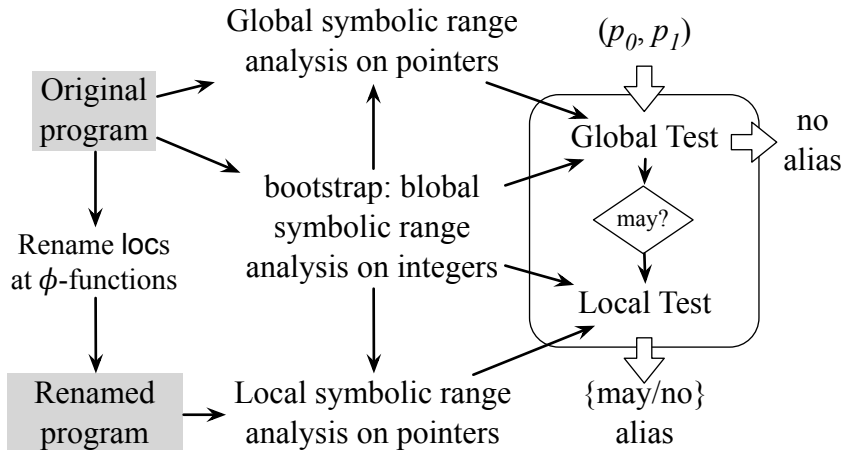 Global symbolic range
analysis on pointers
(p0, p1)
Original
program
Global Test
no
alias
bootstrap: blobal
symbolic range
analysis on integers
may?
Rename locs
at ϕ-functions
Local Test
Renamed
program
Local symbolic range
analysis on pointers
{may/no}
alias